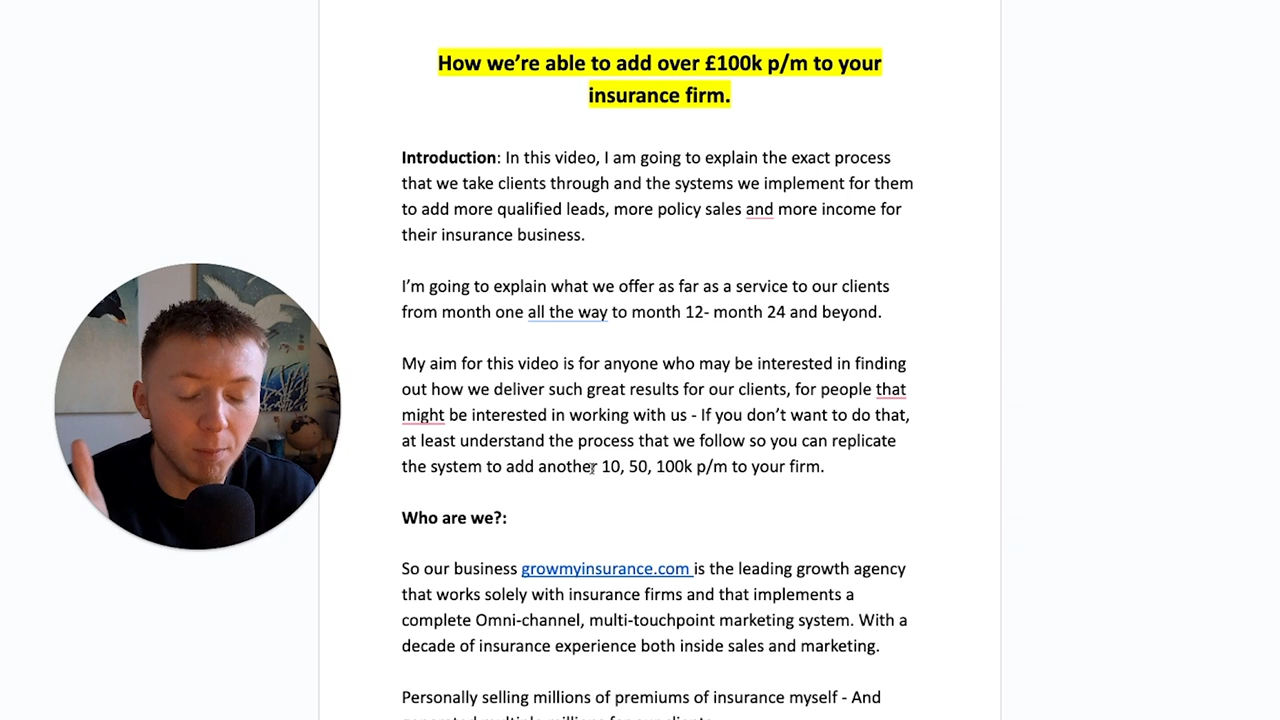 How we’re able to add over £100k p/m to your
insurance firm.
Introduction: In this video, I am going to explain the exact process
that we take clients through and the systems we implement for them
to add more qualified leads, more policy sales and more income for
their insurance business.
I’m going to explain what we offer as far as a service to our clients
from month one all the way to month 12- month 24 and beyond.
My aim for this video is for anyone who may be interested in finding
out how we deliver such great results for our clients, for people that
might be interested in working with us - If you don’t want to do that,
at least understand the process that we follow so you can replicate
the system to add another 10, 50, 100k p/m to your firm.
Who are we?:
So our business growmyinsurance.com is the leading growth agency
that works solely with insurance firms and that implements a
complete Omni-channel, multi-touchpoint marketing system. With a
decade of insurance experience both inside sales and marketing.
Personally selling millions of premiums of insurance myself - And